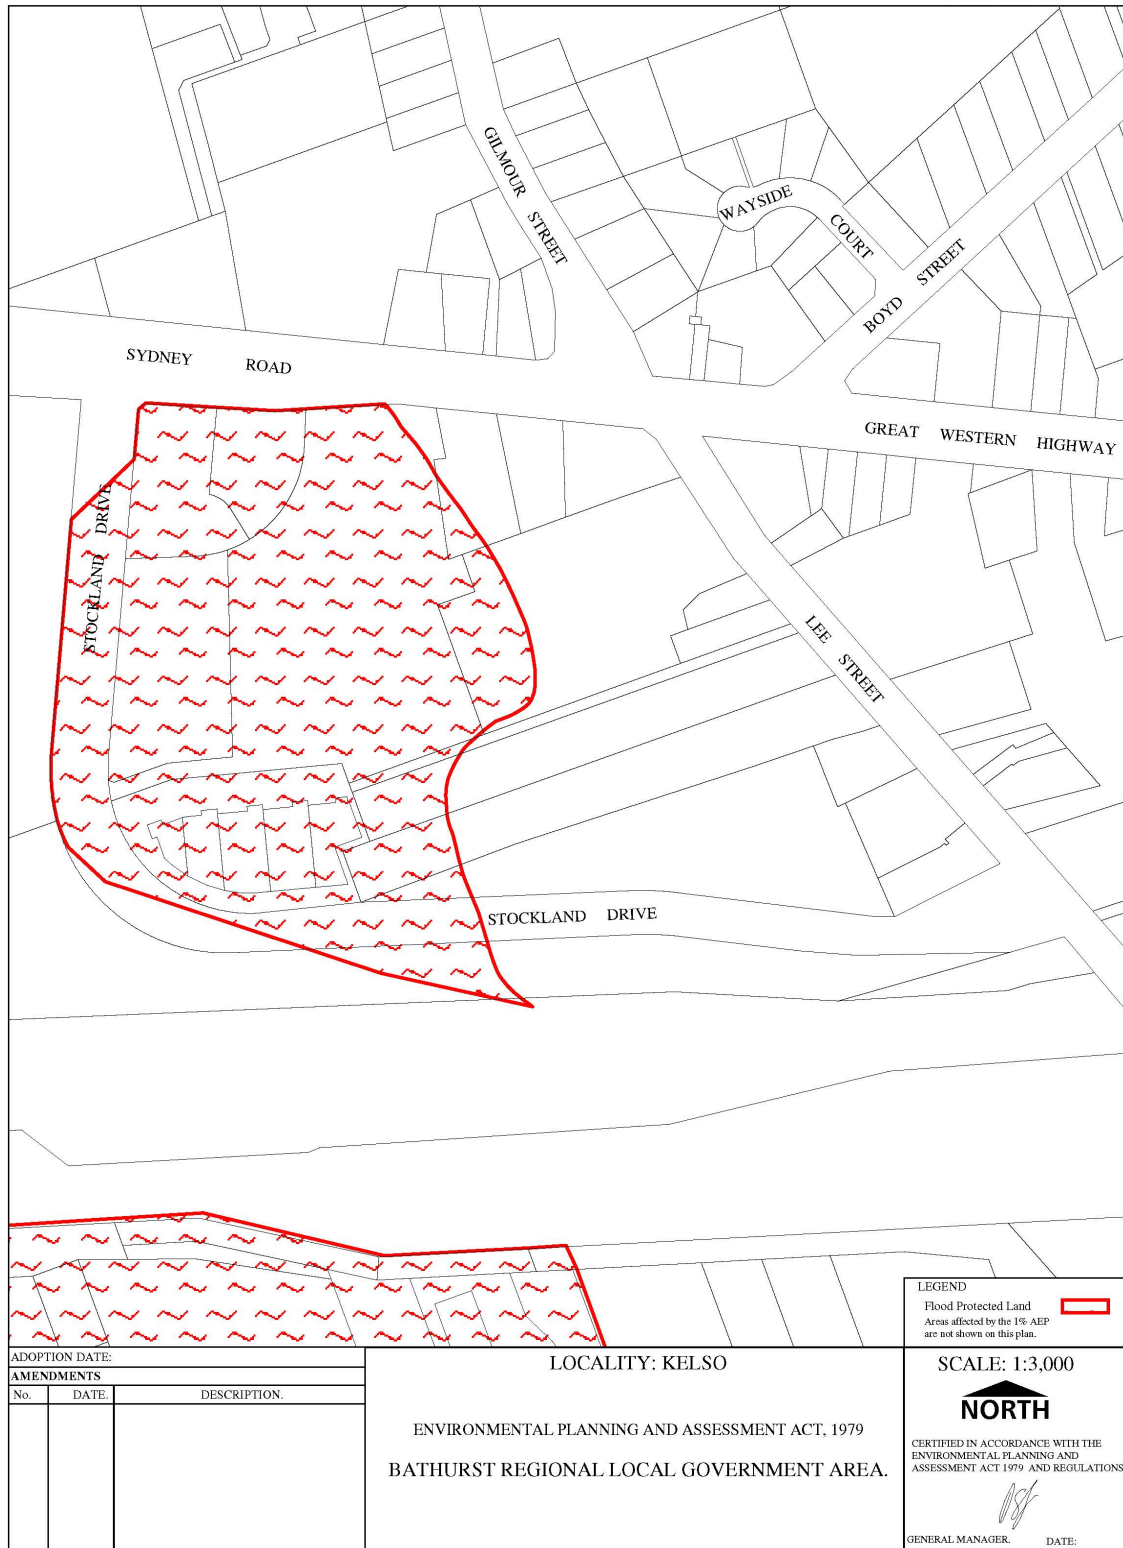 GILMOUR STREET
WAYSIDE
COURT
BOYD STREET
SYDNEY ROAD
GREAT WESTERN HIGHWAY
STOCKLAND DRIVE
LEE STREET
STOCKLAND DRIVE
LEGEND
Flood Protected Land
Areas affected by the 1% AEP
are not shown on this plan.
ADOPTION DATE:
AMENDMENTS
No. DATE. DESCRIPTION.
LOCALITY: KELSO
ENVIRONMENTAL PLANNING AND ASSESSMENT ACT, 1979
BATHURST REGIONAL LOCAL GOVERNMENT AREA.
SCALE: 1:3,000
NORTH
CERTIFIED IN ACCORDANCE WITH THE
ENVIRONMENTAL PLANNING AND
ASSESSMENT ACT 1979 AND REGULATIONS
GENERAL MANAGER. DATE: